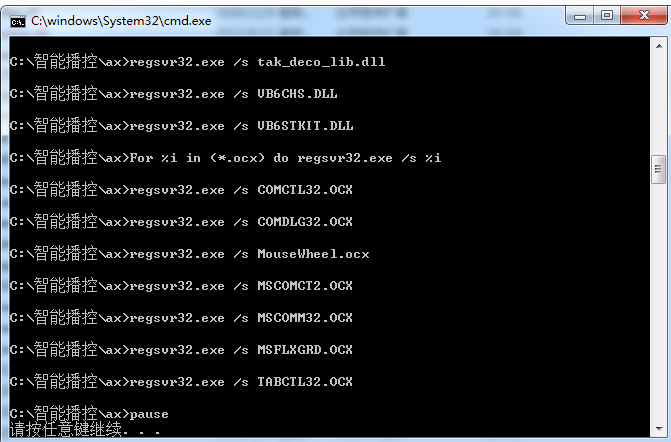 C:\windows\System32\cmd.exe
C:\智能播控\ax>regsvr32.exe /s tak_deco_lib.dll
C:\智能播控\ax>regsvr32.exe /s VB6CHS.DLL
C:\智能播控\ax>regsvr32.exe /s VB6STKIT.DLL
C:\智能播控\ax>For %i in (*.ocx) do regsvr32.exe /s %i
C:\智能播控\ax>regsvr32.exe /s COMCTL32.OCX
C:\智能播控\ax>regsvr32.exe /s COMDLG32.OCX
C:\智能播控\ax>regsvr32.exe /s MouseWheel.ocx
C:\智能播控\ax>regsvr32.exe /s MSCOMCT2.OCX
C:\智能播控\ax>regsvr32.exe /s MSCOMM32.OCX
C:\智能播控\ax>regsvr32.exe /s MSFLXGRD.OCX
C:\智能播控\ax>regsvr32.exe /s TABCTL32.OCX
C:\智能播控\ax>pause
请按任意键继续. . .